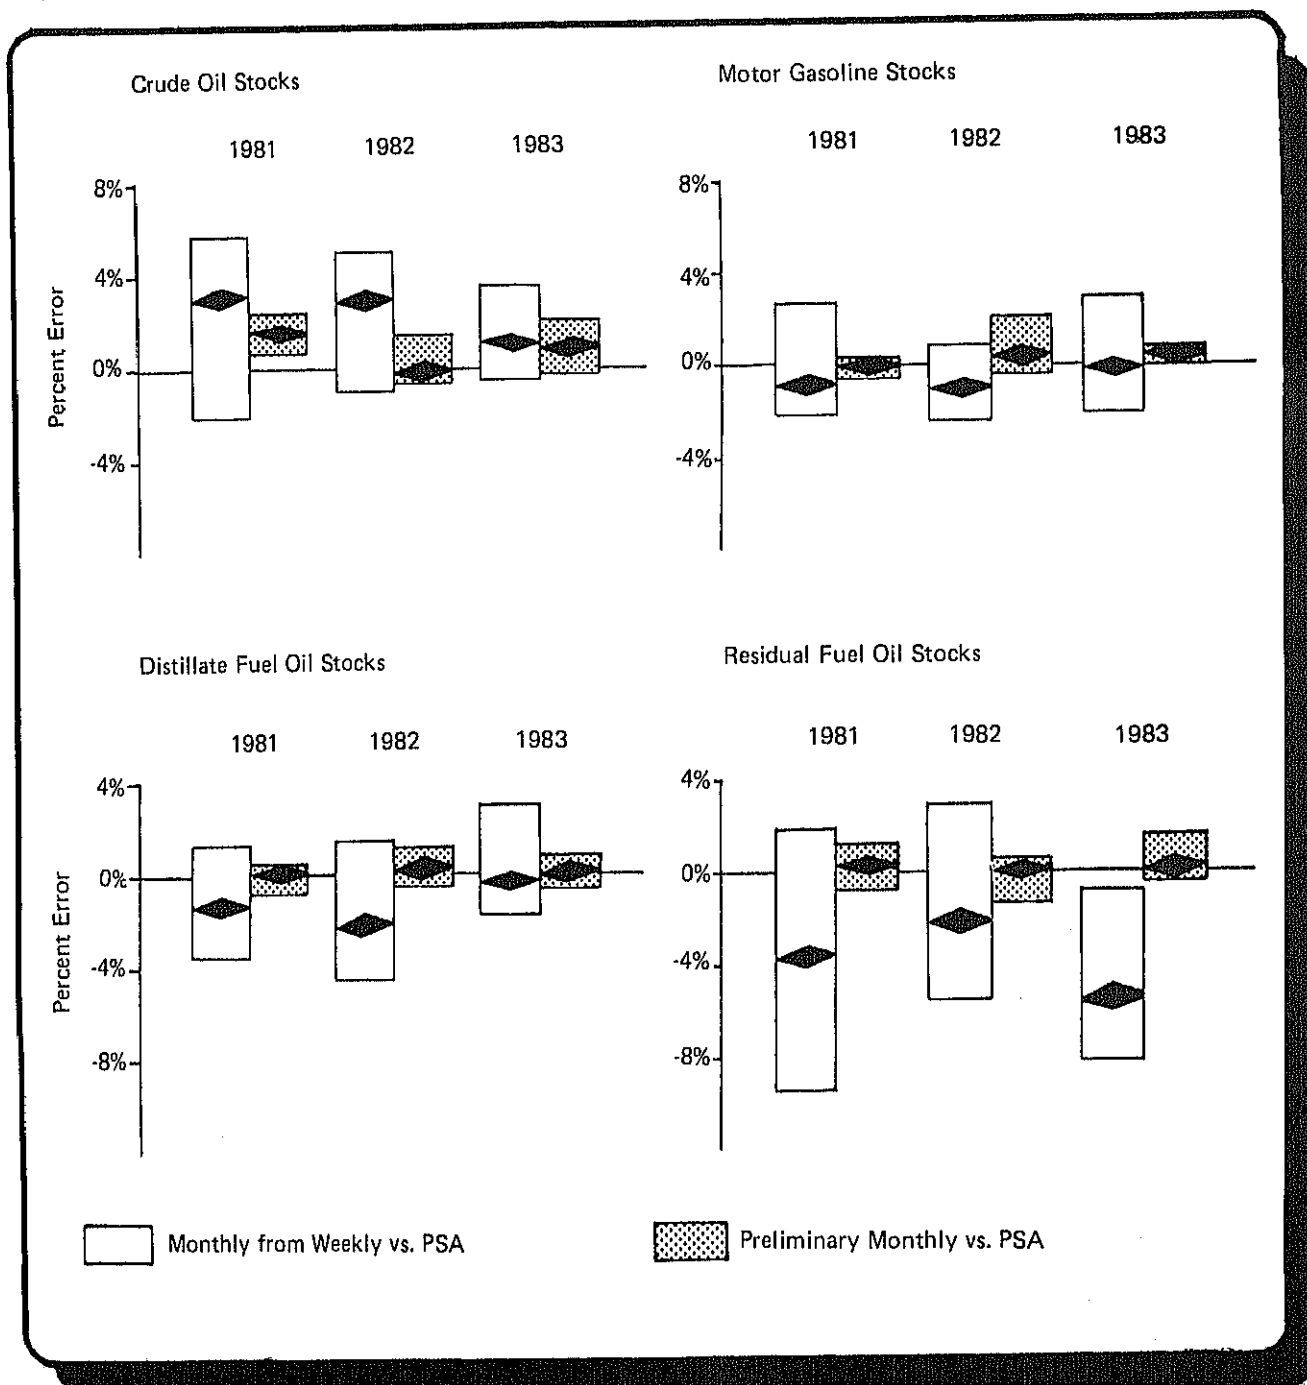 Crude Oil Stocks
1981 1982 1983
8%
4%
0%
-4%
Percent Error
Motor Gasoline Stocks
1981 1982 1983
8%
4%
0%
-4%
Distillate Fuel Oil Stocks
1981 1982 1983
4%
0%
-4%
-8%
Percent Error
Residual Fuel Oil Stocks
1981 1982 1983
4%
0%
-4%
-8%
Monthly from Weekly vs. PSA
Preliminary Monthly vs. PSA